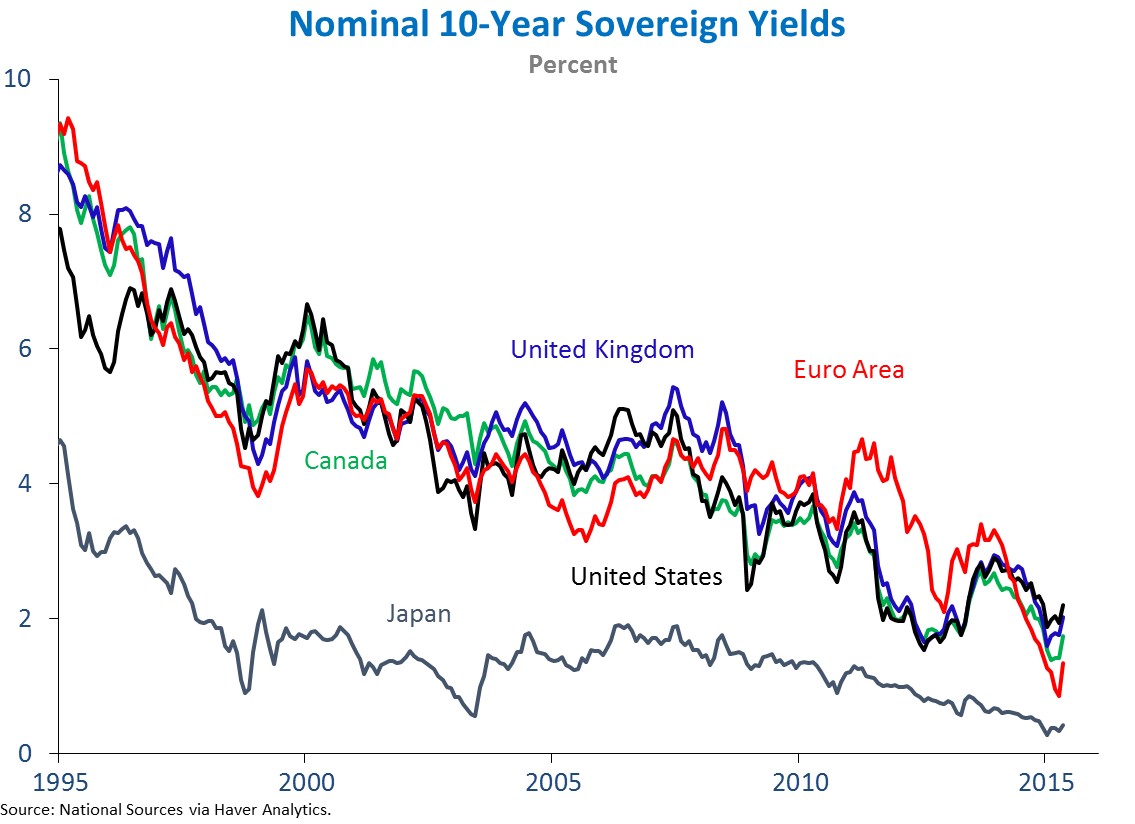 Nominal 10-Year Sovereign Yields
Percent
10
8
6
4
2
0
United Kingdom
Euro Area
Canada
United States
Japan
1995 2000 2005 2010 2015
Source: National Sources via Haver Analytics.